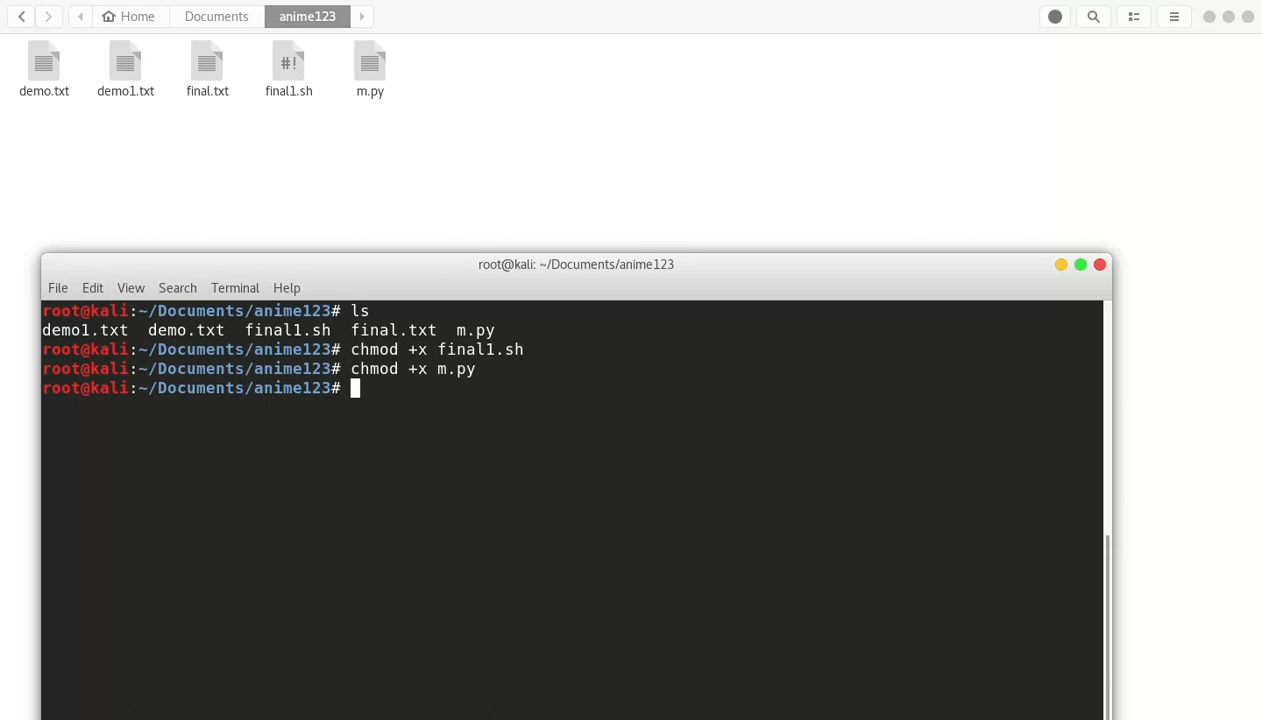 Home Documents anime123
#!
demo.txt demo1.txt final.txt final1.sh m.py
root@kali: ~/Documents/anime123
File Edit View Search Terminal Help
root@kali:~/Documents/anime123# ls
demo1.txt demo.txt final1.sh final.txt m.py
root@kali:~/Documents/anime123# chmod +x final1.sh
root@kali:~/Documents/anime123# chmod +x m.py
root@kali:~/Documents/anime123#